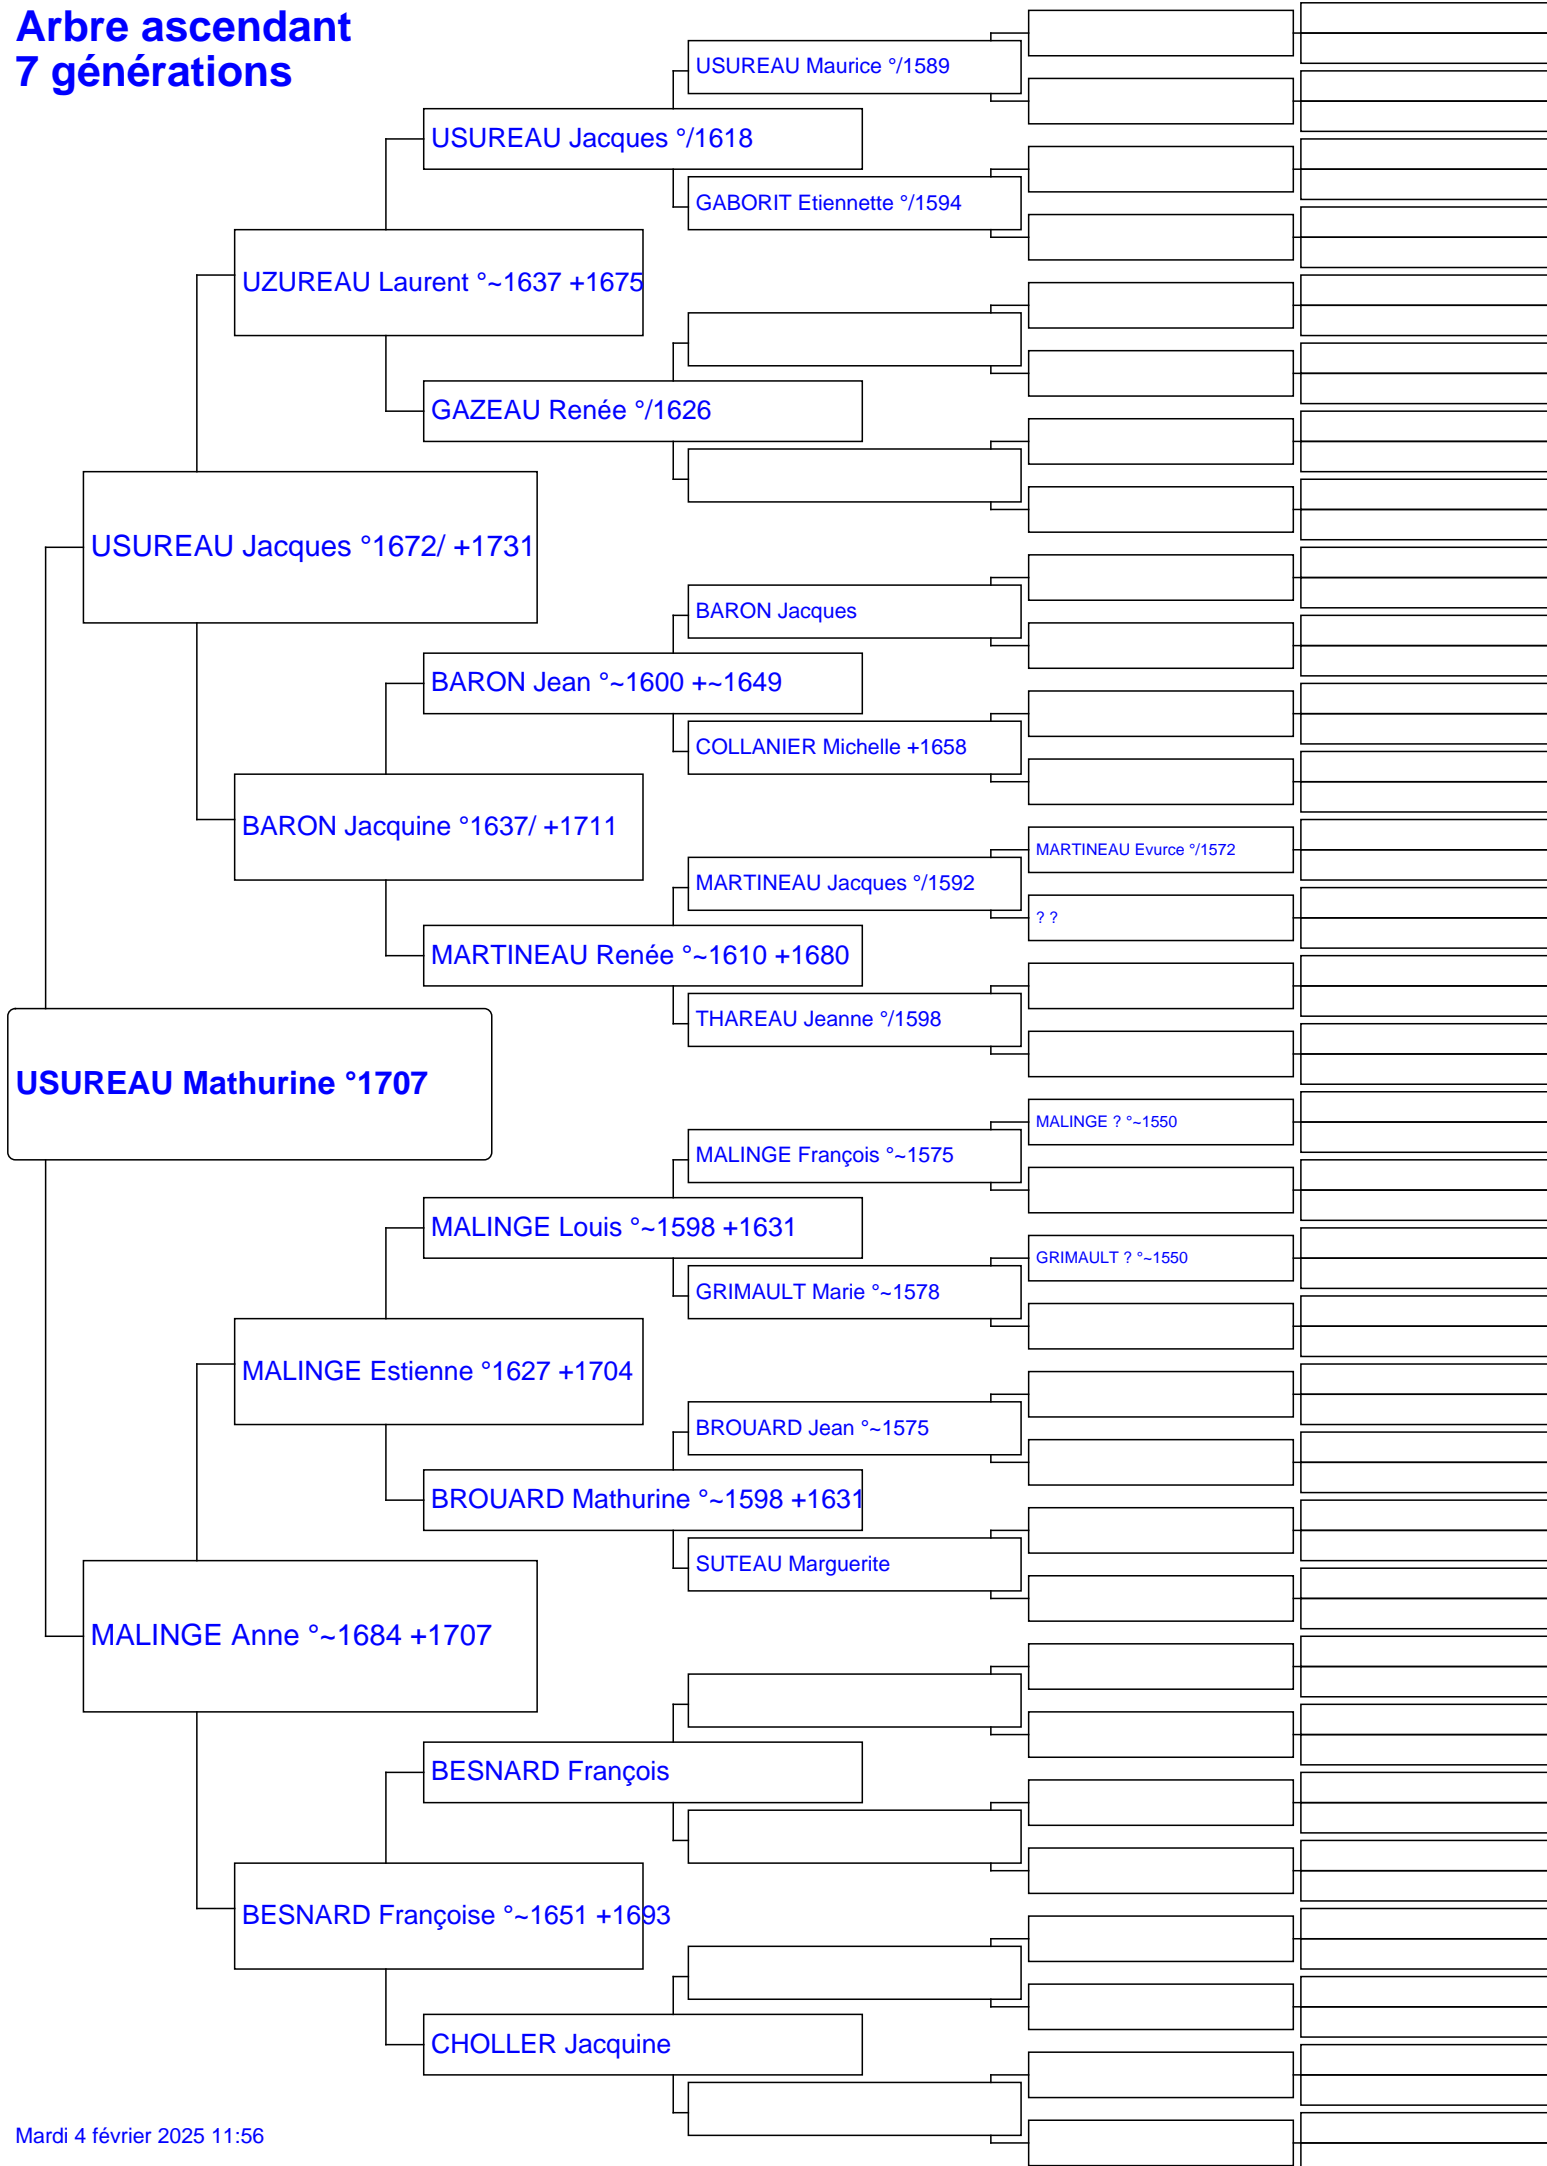 Arbre ascendant
7 générations
USUREAU Maurice °/1589
USUREAU Jacques °/1618
GABORIT Etiennette °/1594
UZUREAU Laurent °~1637 +1675
GAZEAU Renée °/1626
USUREAU Jacques °1672/ +1731
BARON Jacques
BARON Jean °~1600 +~1649
COLLANIER Michelle +1658
BARON Jacquine °1637/ +1711
MARTINEAU Evurce °/1572
MARTINEAU Jacques °/1592
? ?
MARTINEAU Renée °~1610 +1680
THAREAU Jeanne °/1598
USUREAU Mathurine °1707
MALINGE ? °~1550
MALINGE François °~1575
MALINGE Louis °~1598 +1631
GRIMAULT ? °~1550
GRIMAULT Marie °~1578
MALINGE Estienne °1627 +1704
BROUARD Jean °~1575
BROUARD Mathurine °~1598 +1631
SUTEAU Marguerite
MALINGE Anne °~1684 +1707
BESNARD François
BESNARD Françoise °~1651 +1693
CHOLLER Jacquine
Mardi 4 février 2025 11:56